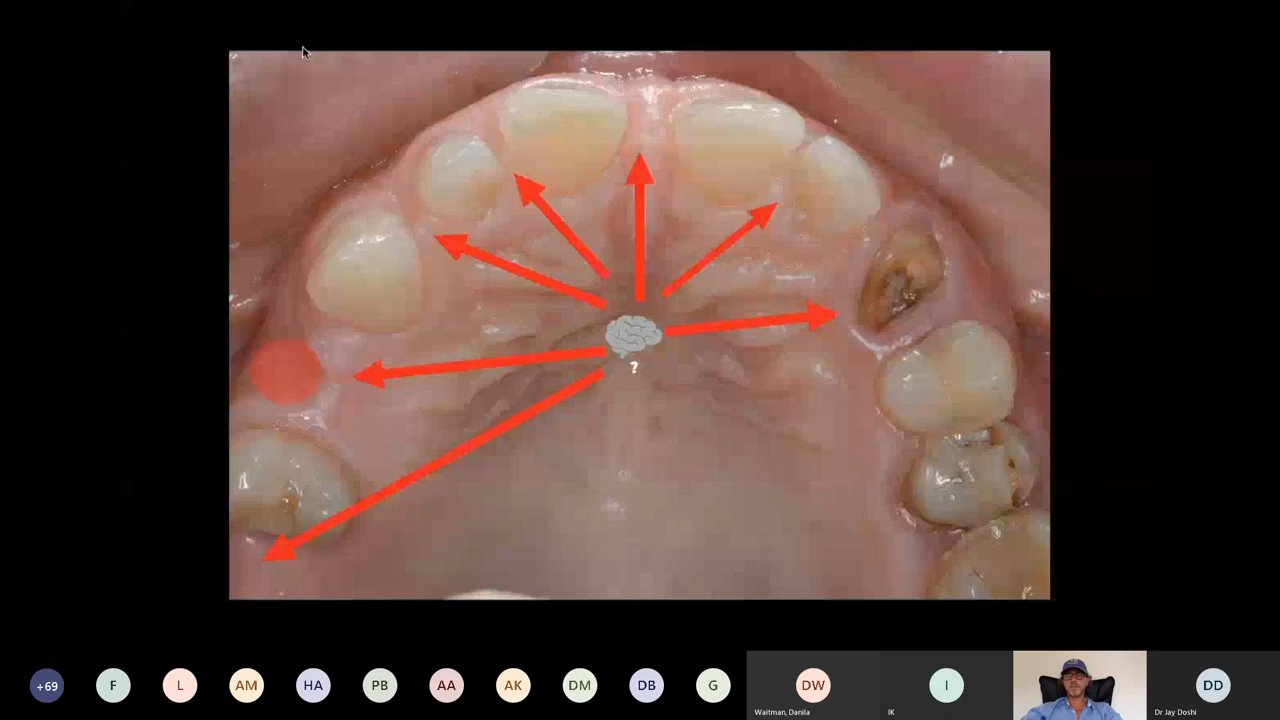 ?
+69
F
L
AM
HA
PB
AA
AK
DM
DB
G
DW
Waitman, Danila
I
IK
DD
Dr Jay Doshi